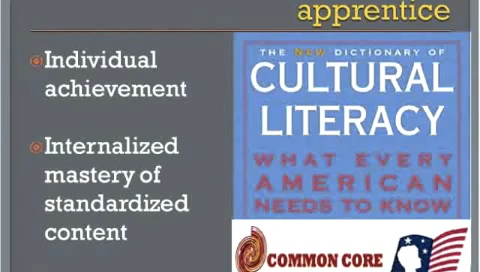 apprentice
Individual
achievement
Internalized
mastery of
standardized
content
THE NEW DICTIONARY OF
CULTURAL
LITERACY
WHAT EVERY
AMERICAN
NEEDS TO KNOW
COMMON CORE